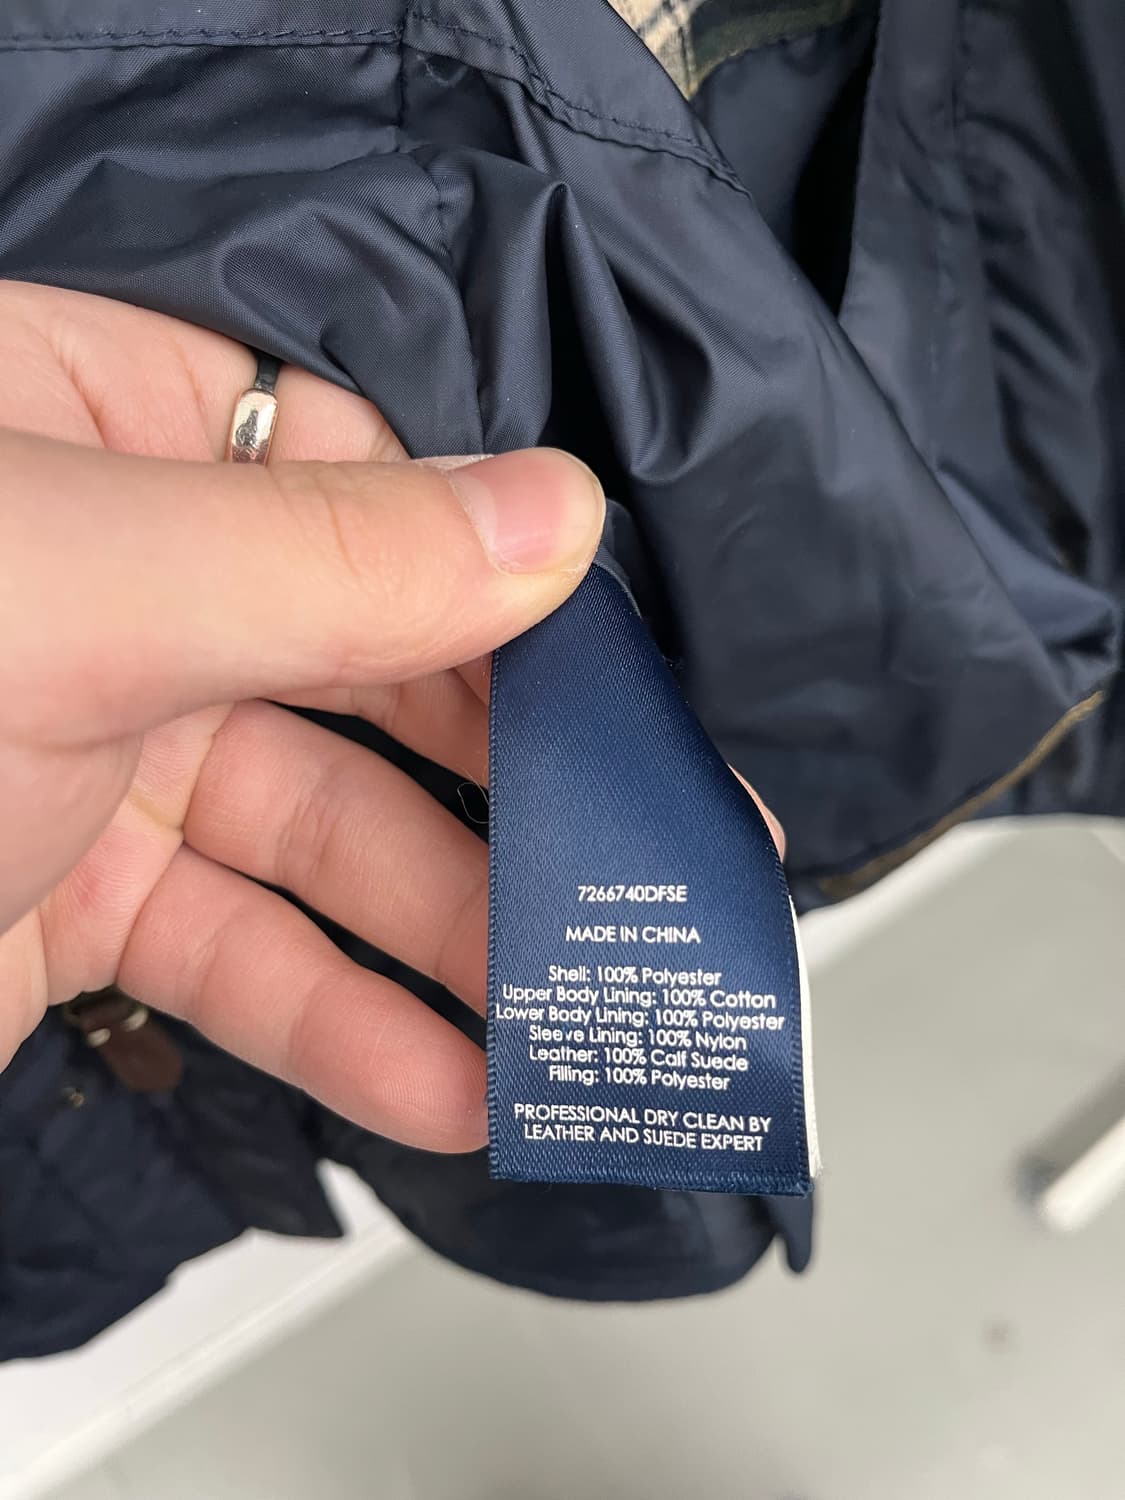 7266740DFSE
MADE IN CHINA
Shell: 100% Polyester
Upper Body Lining: 100% Cotton
Lower Body Lining: 100% Polyester
Sleeve Lining: 100% Nylon
Leather: 100% Calf Suede
Filling: 100% Polyester
PROFESSIONAL DRY CLEAN BY
LEATHER AND SUEDE EXPERT